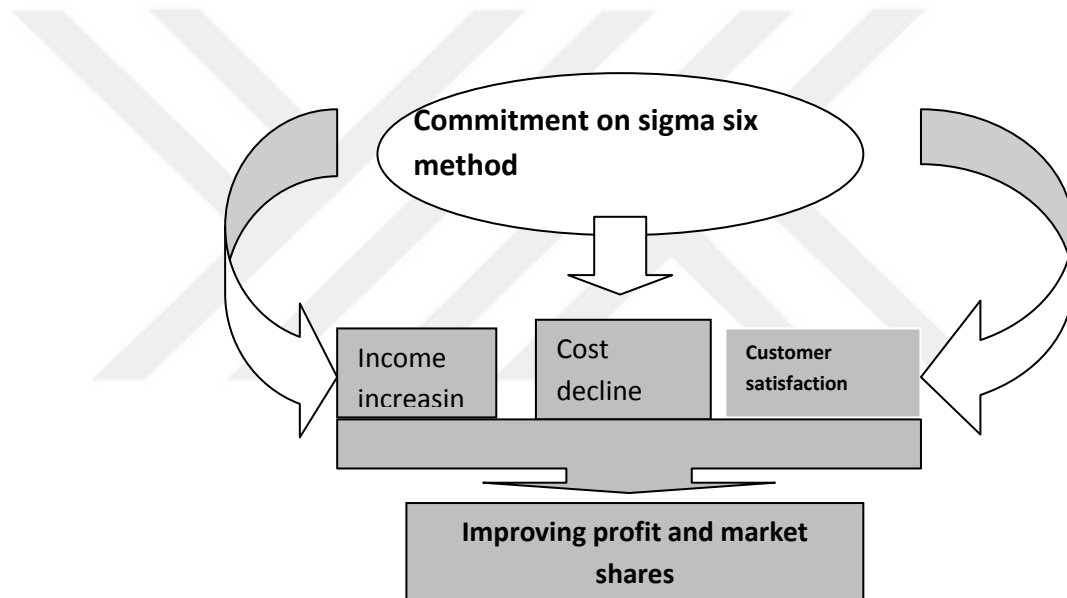 Commitment on sigma six
method
Income
increasin
Cost
decline
Customer
satisfaction
Improving profit and market
shares